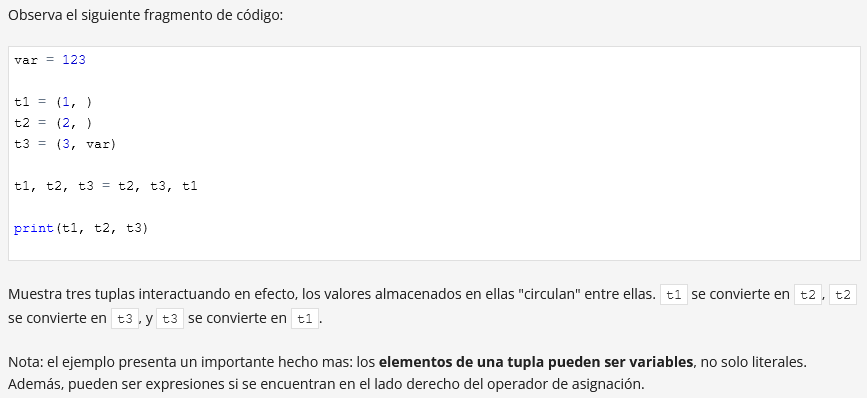 Observa el siguiente fragmento de código:
var = 123
t1 = (1, )
t2 = (2, )
t3 = (3, var)
t1, t2, t3 = t2, t3, t1
print(t1, t2, t3)
Muestra tres tuplas interactuando en efecto, los valores almacenados en ellas "circulan" entre ellas. t1 se convierte en t2, t2
se convierte en t3, y t3 se convierte en t1.
Nota: el ejemplo presenta un importante hecho mas: los elementos de una tupla pueden ser variables, no solo literales.
Además, pueden ser expresiones si se encuentran en el lado derecho del operador de asignación.